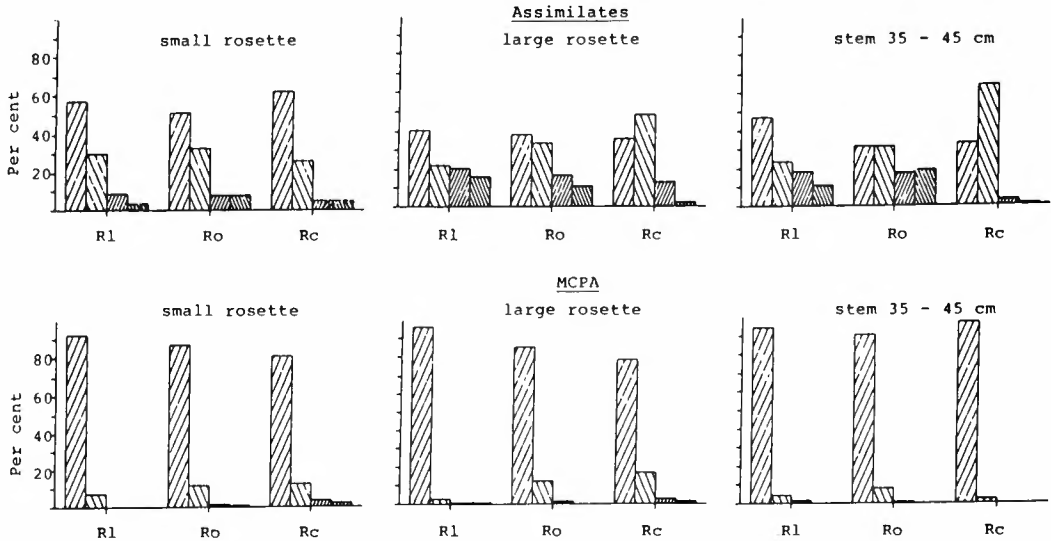 Assimilates
small rosette large rosette stem 35 - 45 cm
Per cent
80
60
40
20
Rl Ro Rc Rl Ro Rc Rl Ro Rc
MCPA
small rosette large rosette stem 35 - 45 cm
Per cent
80
60
40
20
Rl Ro Rc Rl Ro Rc Rl Ro Rc